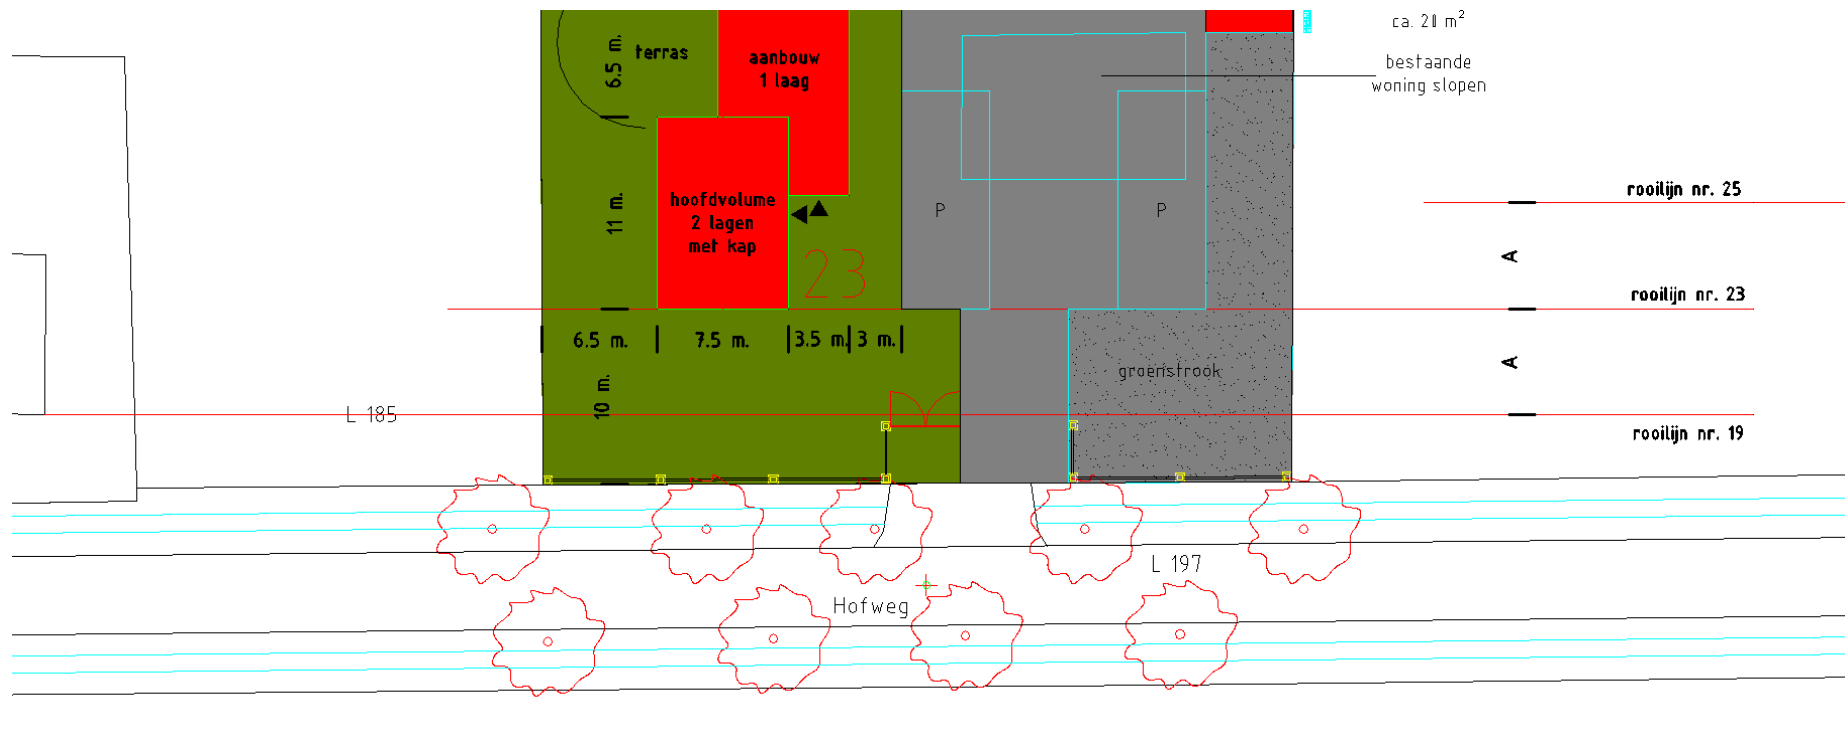 ca. 20 m²
6.5 m.
terras
aanbouw
1 laag
bestaande
woning slopen
rooilijn nr. 25
11 m.
hoofdvolume
2 lagen
met kap
P
P
23
A
rooilijn nr. 23
6.5 m.
7.5 m.
3.5 m.
3 m.
A
groenstrook
10 m.
L 185
rooilijn nr. 19
L 197
Hofweg